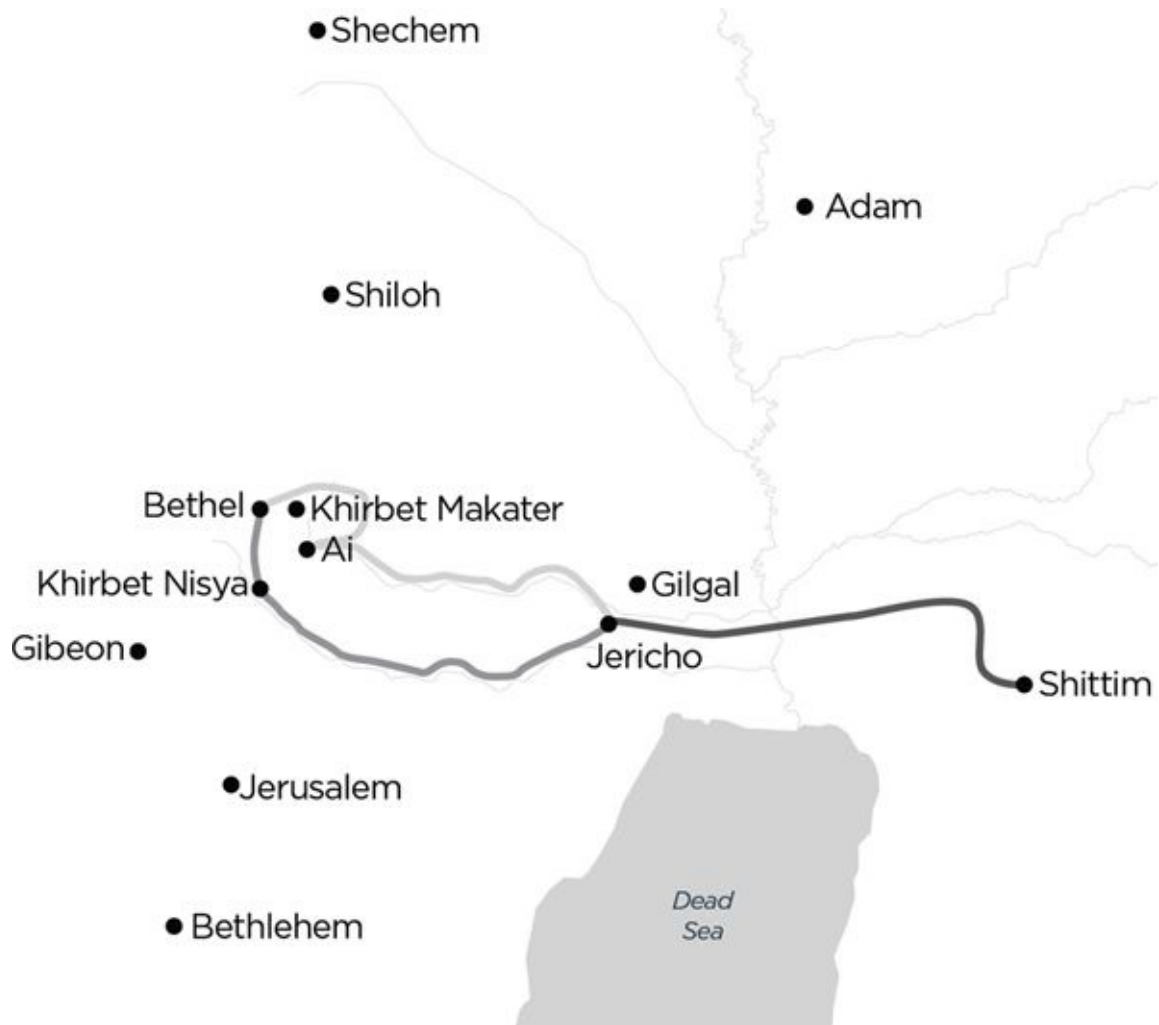 Shechem
Adam
Shiloh
Bethel
Khirbet Makater
Ai
Khirbet Nisya
Gilgal
Gibeon
Jericho
Shittim
Jerusalem
Dead
Sea
Bethlehem